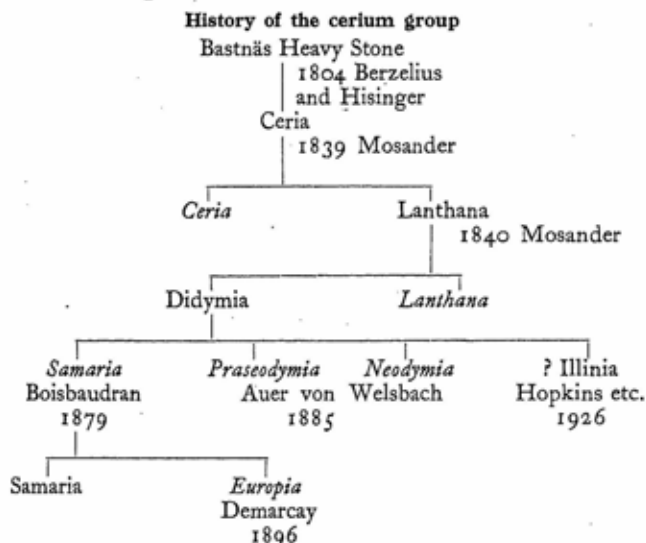 History of the cerium group
Bastnäs Heavy Stone
1804 Berzelius
and Hisinger
Ceria
1839 Mosander
Ceria Lanthana
1840 Mosander
Didymia Lanthana
Samaria Praseodymia Neodymia ? Illinia
Boisbaudran Auer von Welsbach Hopkins etc.
1879 1885 1926
Samaria Europia
Demarcay
1896